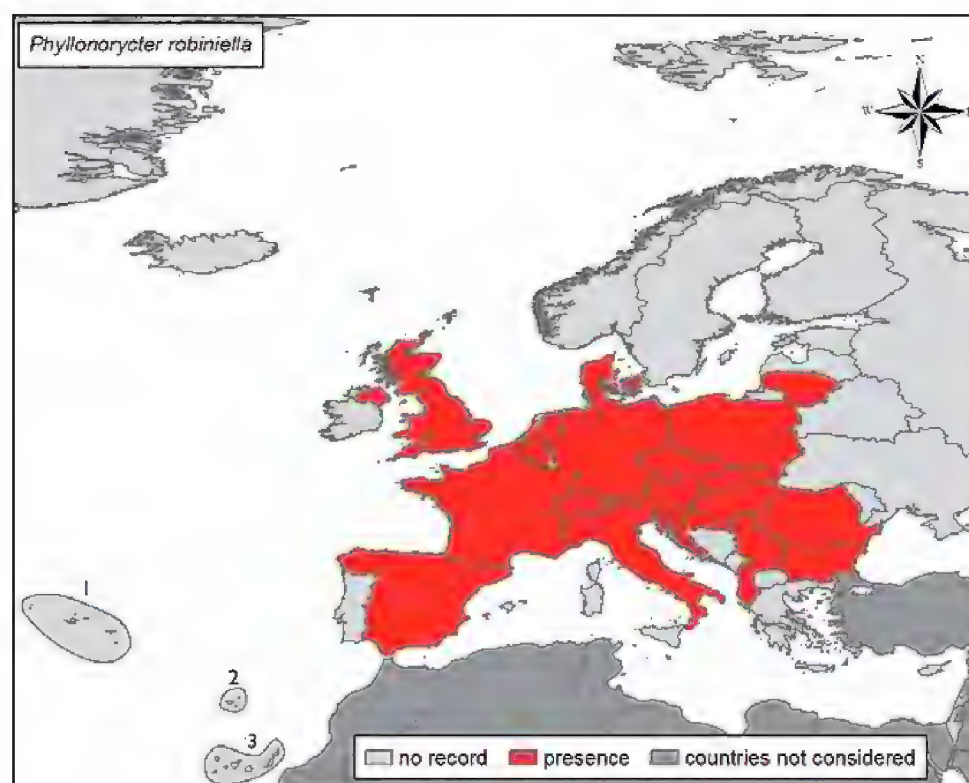 Phyllonorycter robiniella
N
W
E
S
1
2
3
no record presence countries not considered